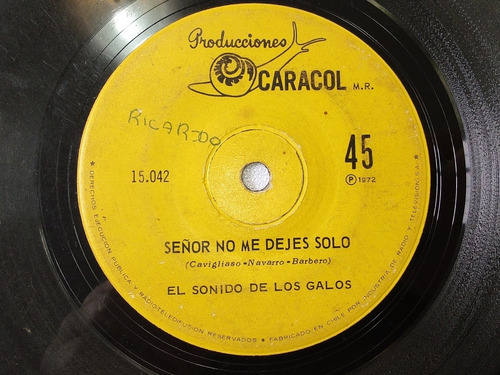 Producciones
CARACOL M.R.
RICARDO
45
15.042
Ⓟ1972
SEÑOR NO ME DEJES SOLO
(Cavigliaso - Navarro - Barbero)
EL SONIDO DE LOS GALOS
★ DERECHOS EJECUCION PUBLICA Y RADIOTELEDIFUSION RESERVADOS ★ FABRICADO EN CHILE POR INDUSTRIA DE RADIO Y TELEVISION S.A. ★